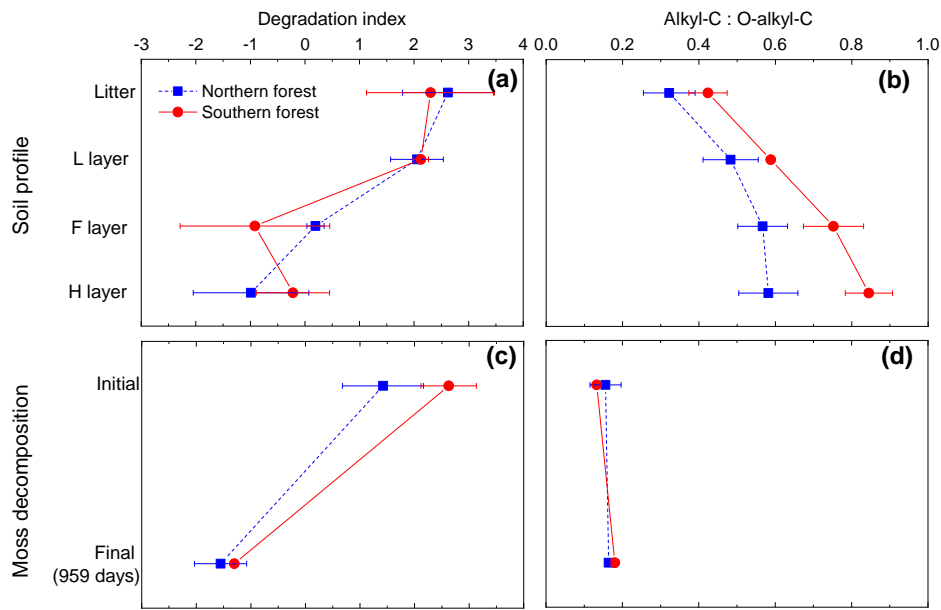 Degradation index
Alkyl-C : O-alkyl-C
-3 -2 -1 0 1 2 3 4
0.0 0.2 0.4 0.6 0.8 1.0
(a)
(b)
Northern forest
Southern forest
Litter
L layer
F layer
H layer
Soil profile
(c)
(d)
Initial
Final
(959 days)
Moss decomposition